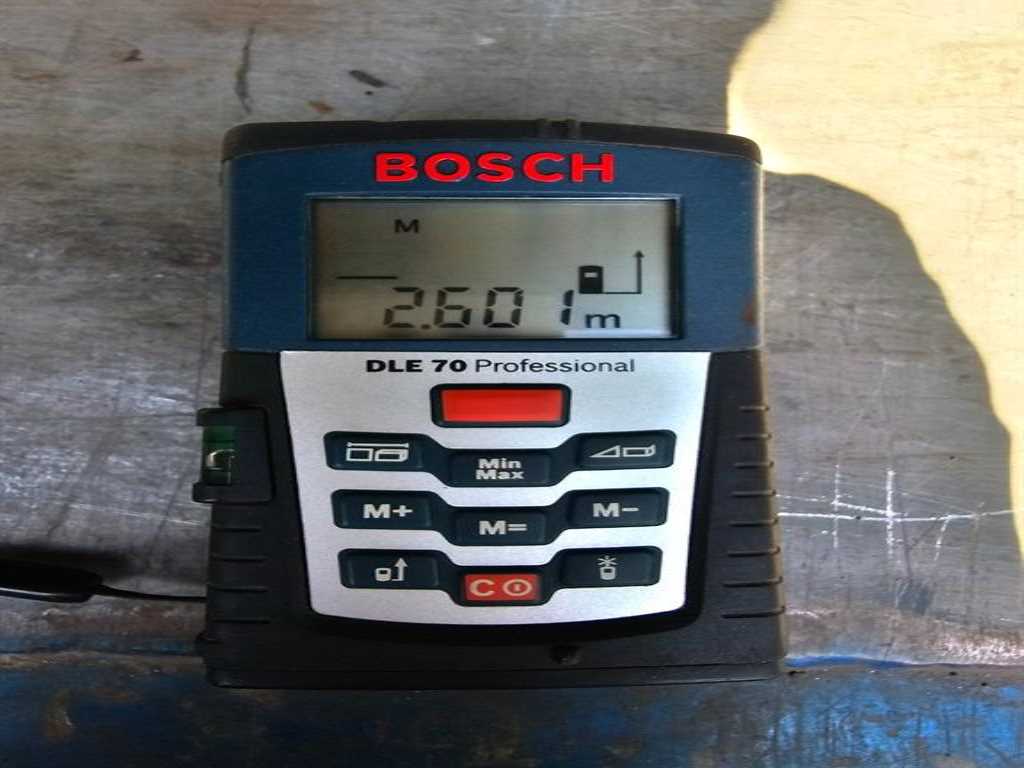 BOSCH
M
2.601 m
DLE 70 Professional
Min
Max
M+
M=
M-
C